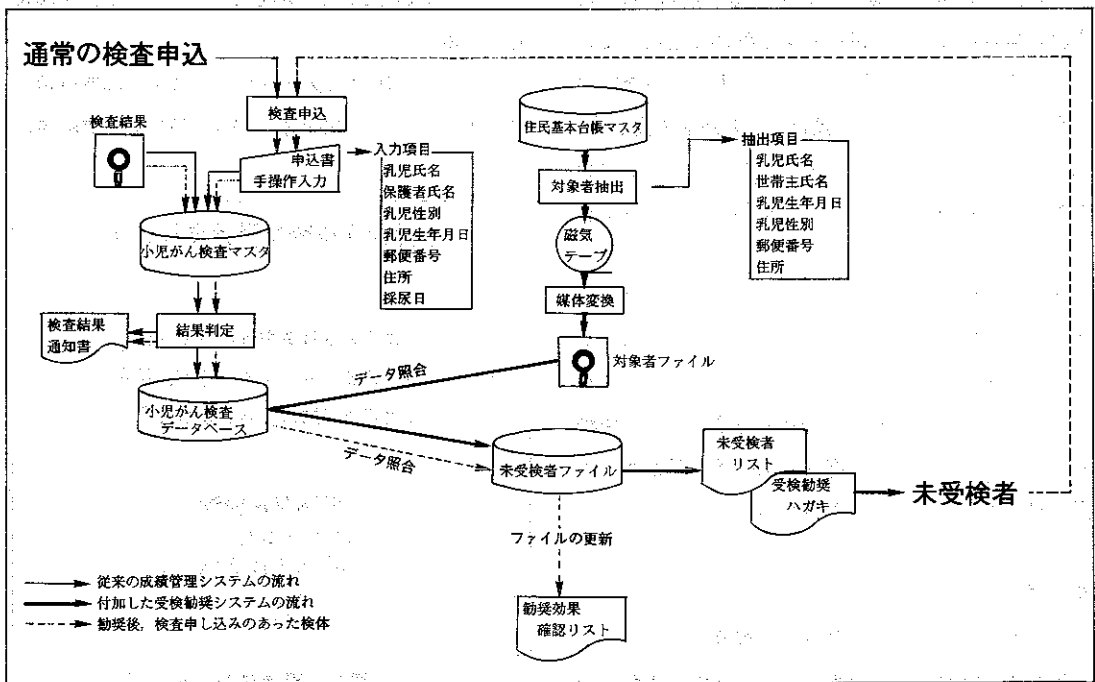 通常の検査申込
検査申込
検査結果
申込書
手操作入力
入力項目
乳児氏名
保護者氏名
乳児性別
乳児生年月日
郵便番号
住所
採尿日
小児がん検査マスタ
結果判定
検査結果
通知書
小児がん検査
データベース
住民基本台帳マスタ
対象者抽出
抽出項目
乳児氏名
世帯主氏名
乳児生年月日
乳児性別
郵便番号
住所
磁気
テープ
媒体変換
対象者ファイル
データ照合
データ照合
未受検者ファイル
未受検者
リスト
受検勧奨
ハガキ
未受検者
ファイルの更新
勧奨効果
確認リスト
従来の成績管理システムの流れ
付加した受検勧奨システムの流れ
勧奨後，検査申し込みのあった検体